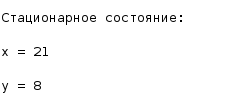 Стационарное состояние:
x = 21
y = 8